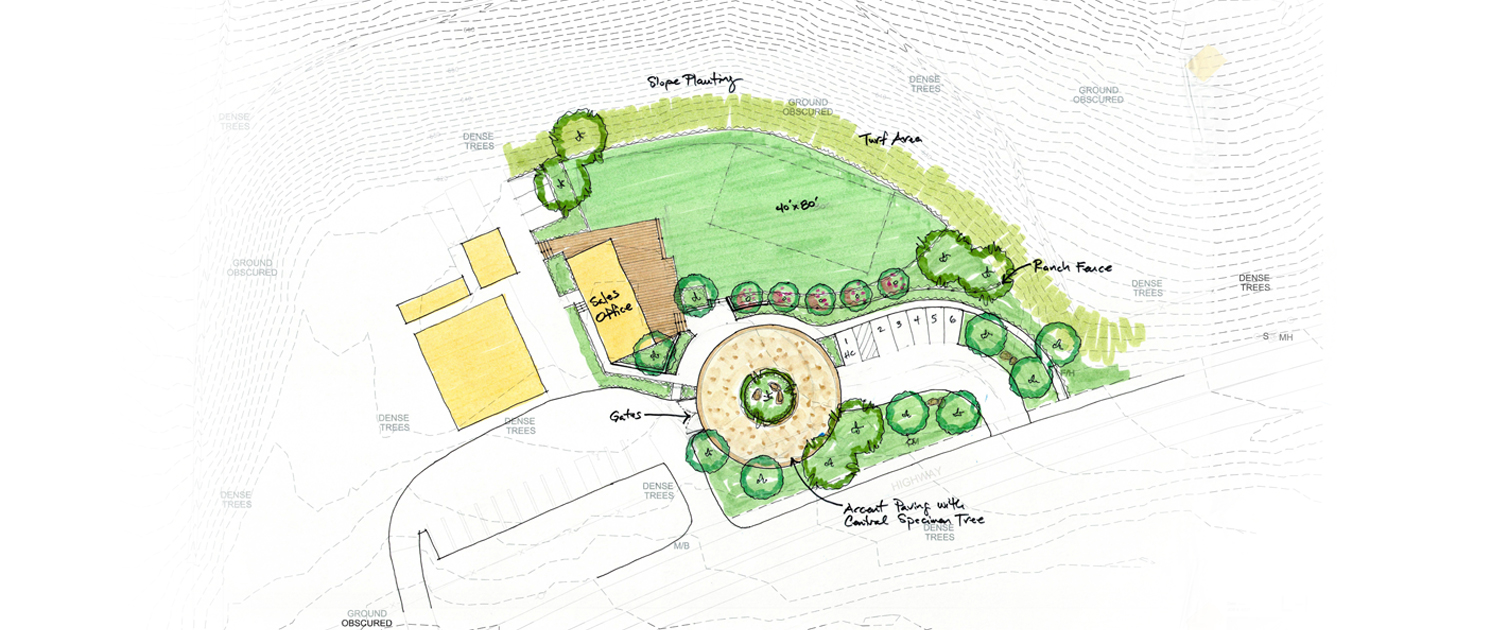 Slope Planting
DENSE
TREES
GROUND
OBSCURED
GROUND
OBSCURED
DENSE
TREES
DENSE
TREES
Turf Area
40'x80'
GROUND
OBSCURED
Ranch Fence
DENSE
TREES
DENSE
TREES
Sales
Office
1
HC
2
3
4
5
6
S
MH
F/H
Gates
DENSE
TREES
DENSE
TREES
DENSE
TREES
HIGHWAY
DENSE
TREES
Accent Paving with
Central Specimen Tree
DENSE
TREES
M/B
GROUND
OBSCURED